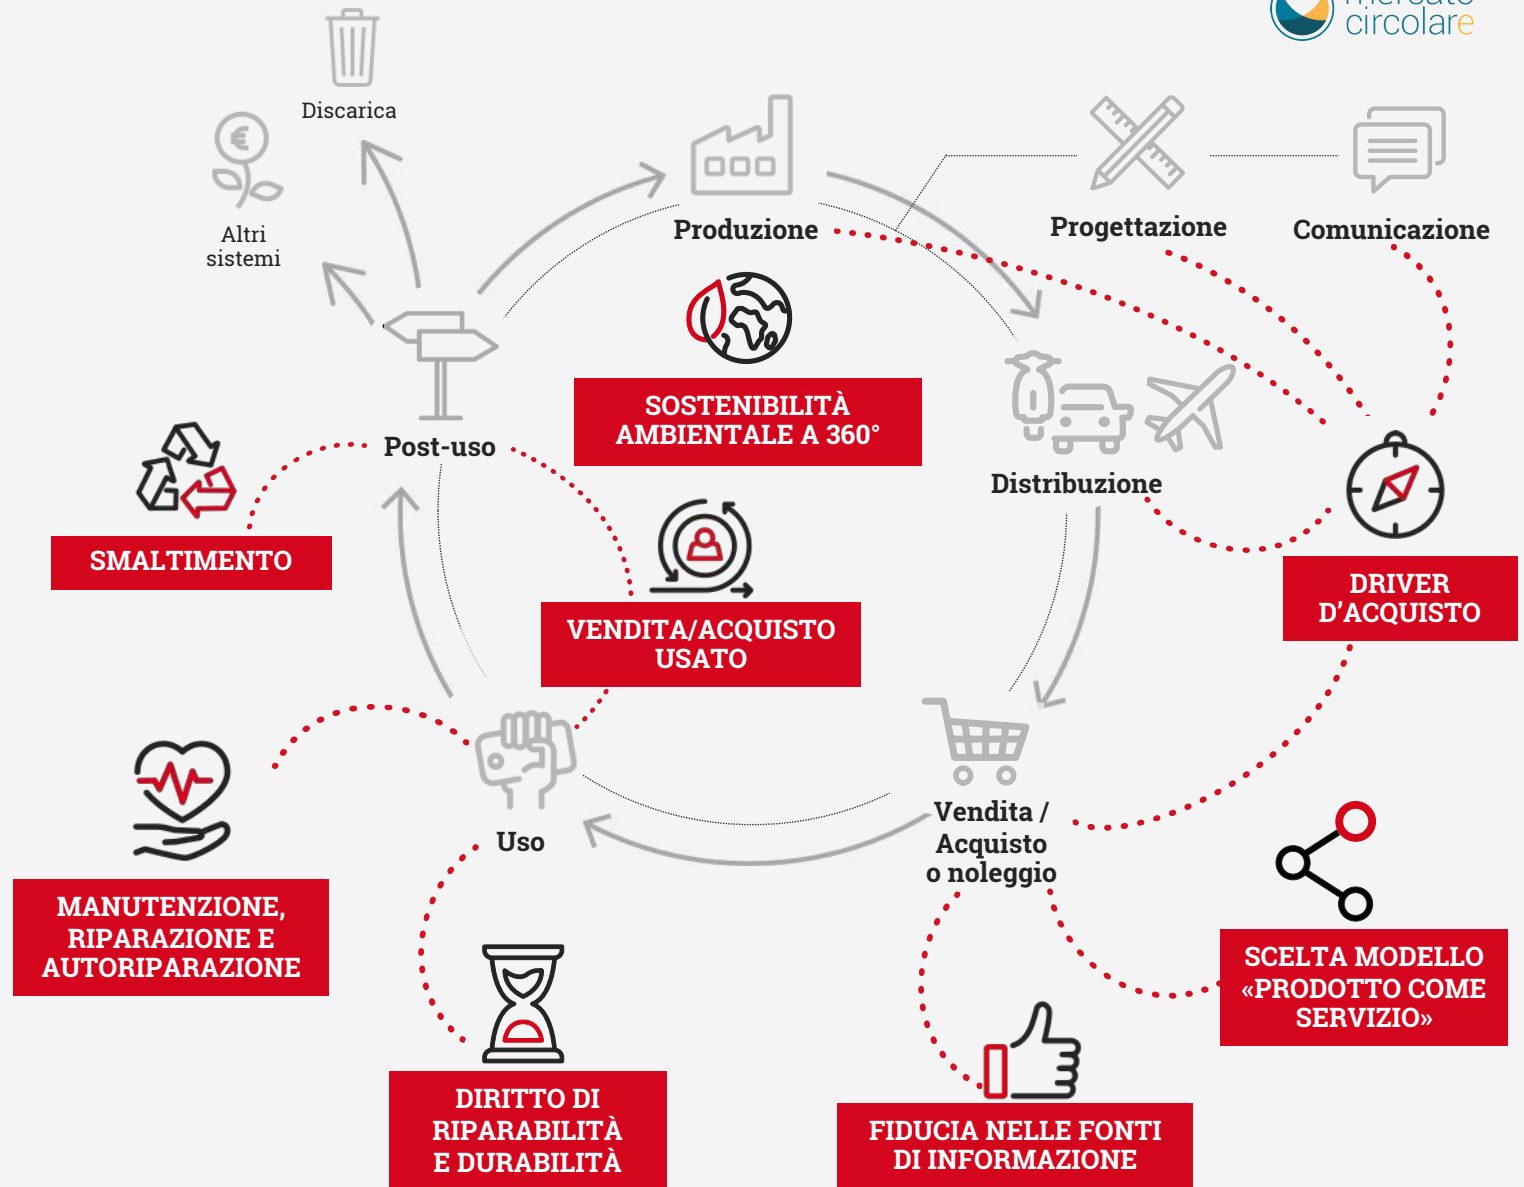 circolare
Discarica
Altri
sistemi
Produzione
Progettazione
Comunicazione
SOSTENIBILITÀ
AMBIENTALE A 360°
Post-uso
Distribuzione
SMALTIMENTO
DRIVER
D’ACQUISTO
VENDITA/ACQUISTO
USATO
Uso
Vendita /
Acquisto
o noleggio
MANUTENZIONE,
RIPARAZIONE E
AUTORIPARAZIONE
SCELTA MODELLO
«PRODOTTO COME
SERVIZIO»
DIRITTO DI
RIPARABILITÀ
E DURABILITÀ
FIDUCIA NELLE FONTI
DI INFORMAZIONE